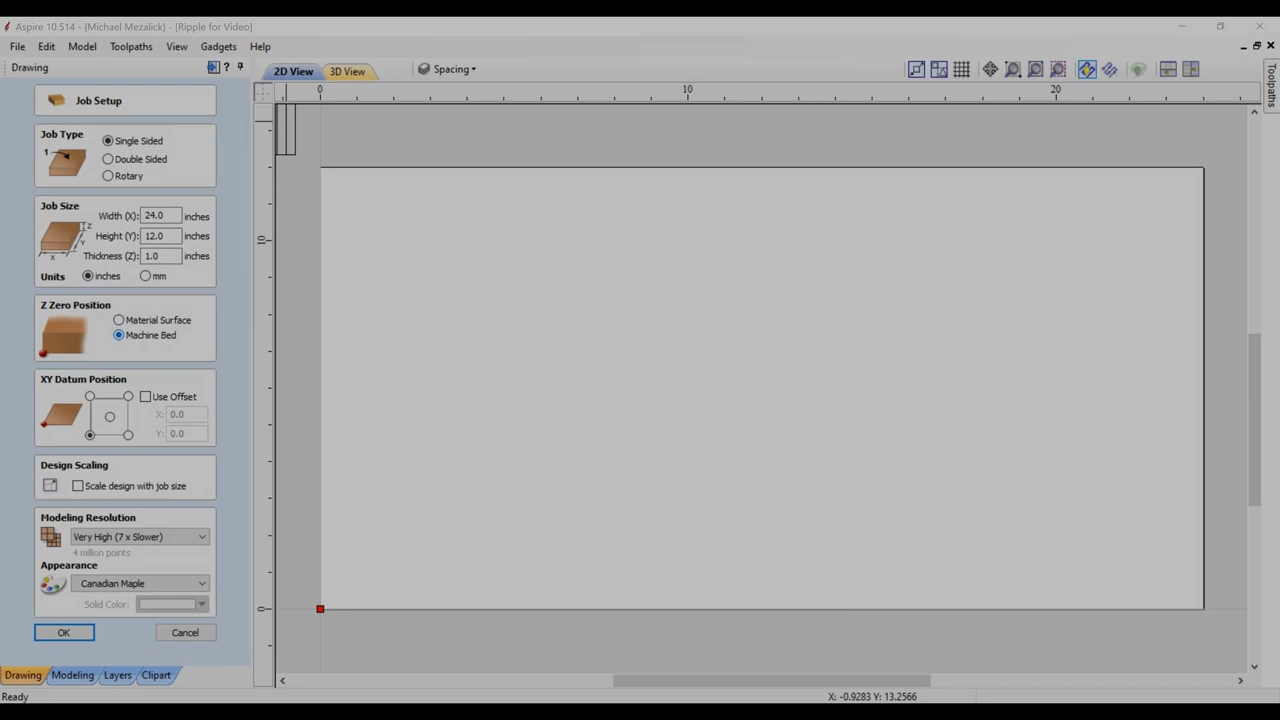 Aspire 10.514 - (Michael Mezalick) - [Ripple for Video]
File Edit Model Toolpaths View Gadgets Help
Drawing ?
2D View 3D View Spacing
Toolpaths
Job Setup
0 10 20
Job Type
1
Single Sided
Double Sided
Rotary
Job Size
Width (X): 24.0 inches
Height (Y): 12.0 inches
Thickness (Z): 1.0 inches
Z
Y
X
10
Units inches mm
Z Zero Position
Material Surface
Machine Bed
XY Datum Position
Use Offset
X: 0.0
Y: 0.0
Design Scaling
Scale design with job size
Modeling Resolution
Very High (7 x Slower)
4 million points
Appearance
Canadian Maple
Solid Color:
0
OK Cancel
Drawing Modeling Layers Clipart
Ready X: -0.9283 Y: 13.2566